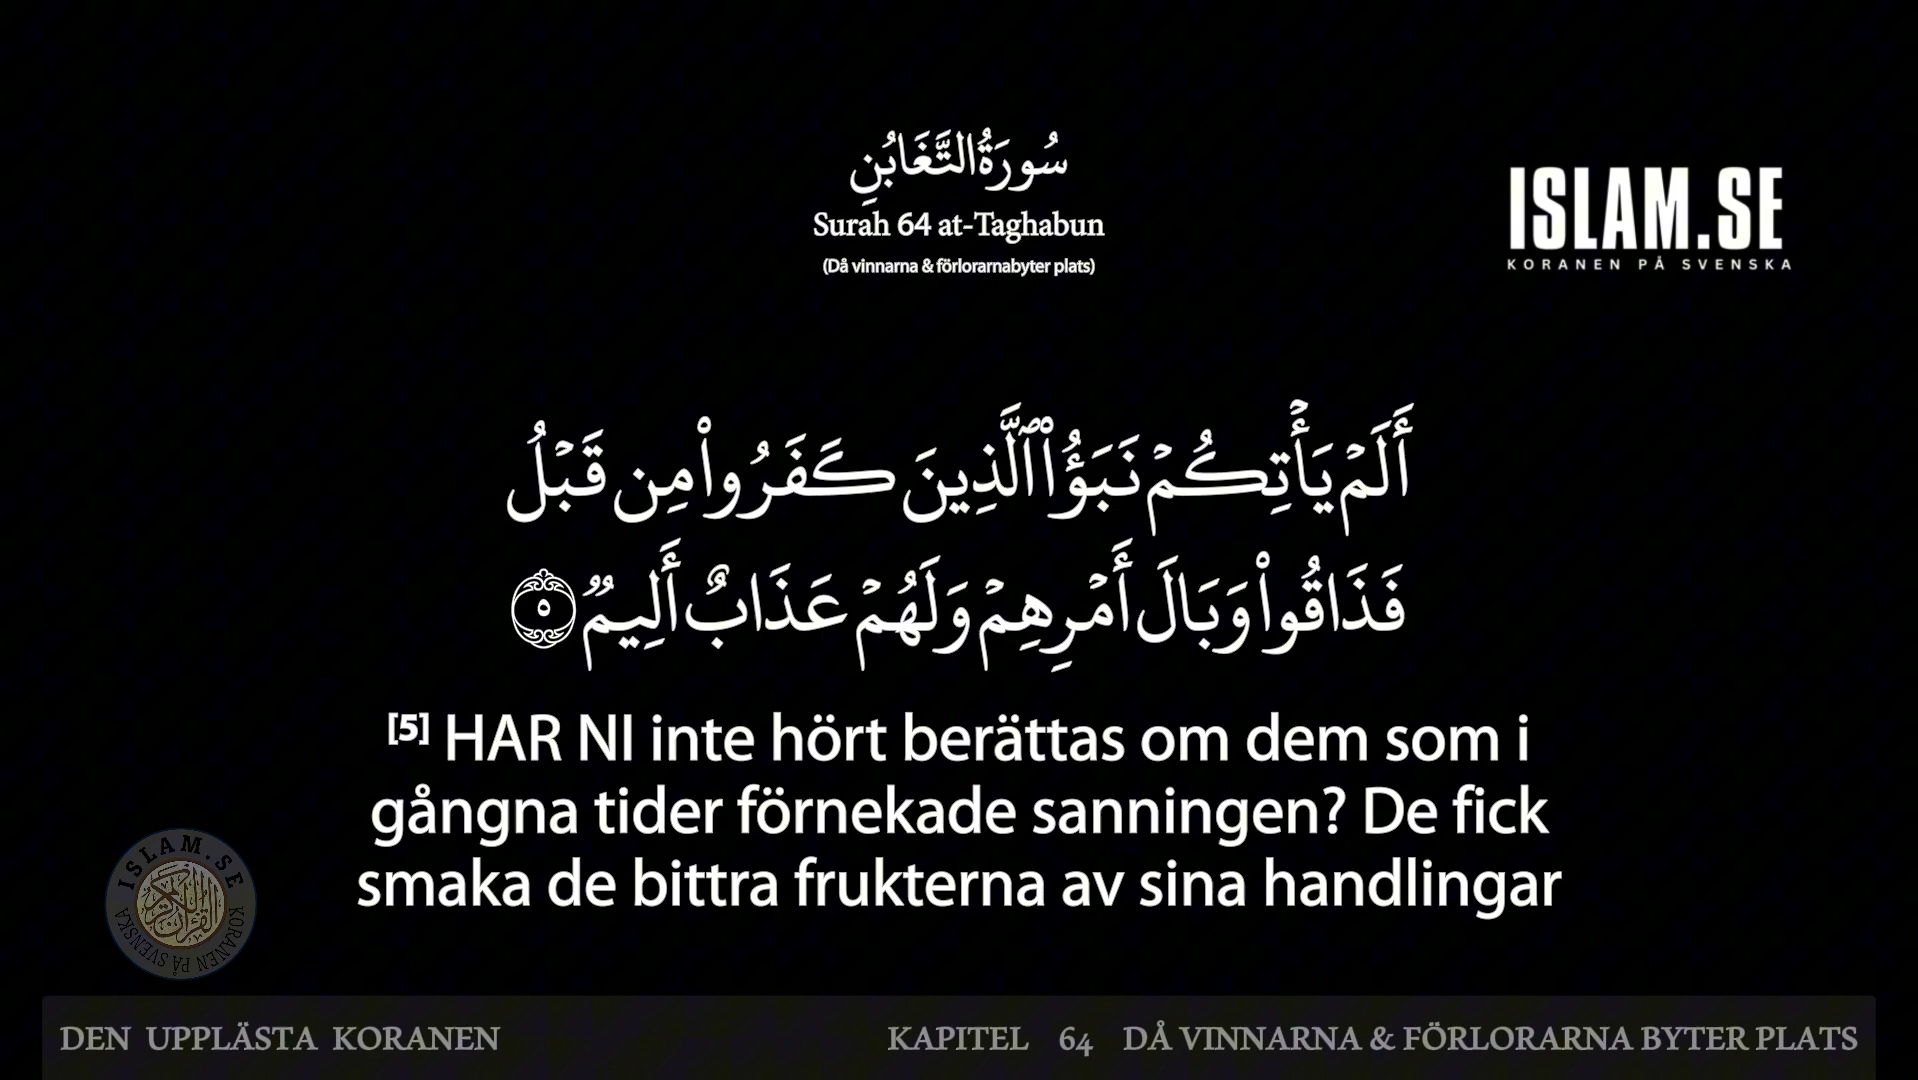 سُورَةُ التَّغَابُنِ
Surah 64 at-Taghabun
(Då vinnarna & förlorarnabyter plats)
ISLAM.SE
KORANEN PÅ SVENSKA
أَلَمۡ يَأۡتِكُمۡ نَبَؤُاْ ٱلَّذِينَ كَفَرُواْ مِن قَبۡلُ
فَذَاقُواْ وَبَالَ أَمۡرِهِمۡ وَلَهُمۡ عَذَابٌ أَلِيمٞ ٥
[5] HAR NI inte hört berättas om dem som i
gångna tider förnekade sanningen? De fick
smaka de bittra frukterna av sina handlingar
ISLAM.SE
القرآن الكريم
KORANEN PÅ SVENSKA
DEN UPPLÄSTA KORANEN
KAPITEL 64 DÅ VINNARNA & FÖRLORARNA BYTER PLATS